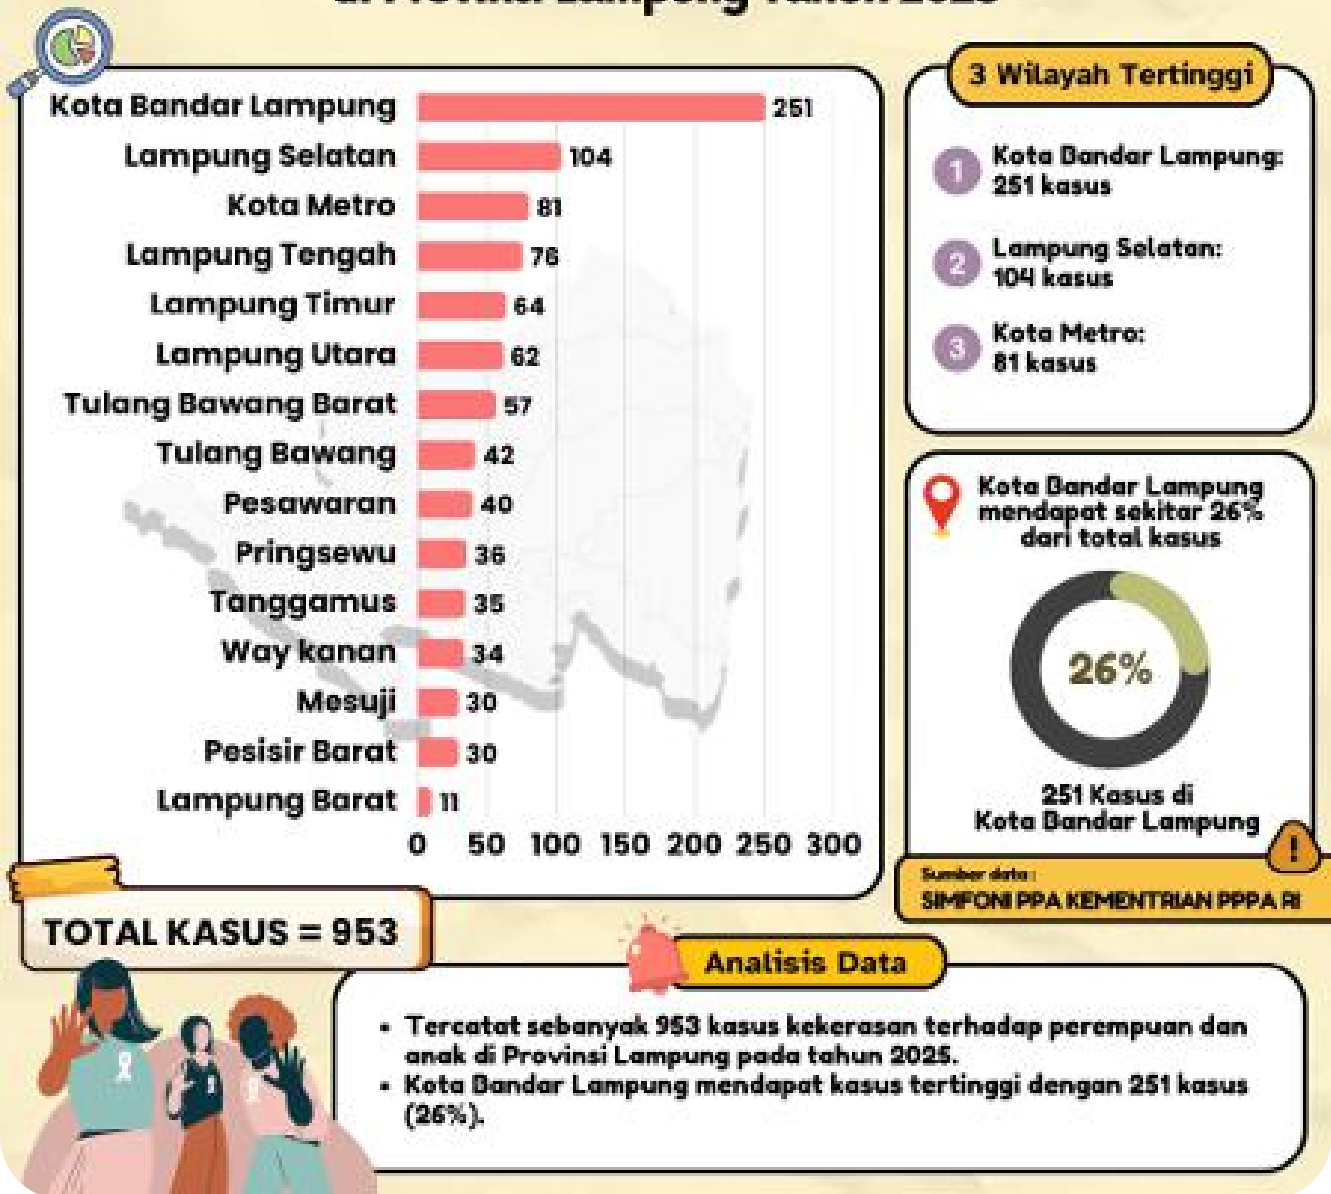 di Provinsi Lampung Tahun 2025
Kota Bandar Lampung 251
Lampung Selatan 104
Kota Metro 81
Lampung Tengah 76
Lampung Timur 64
Lampung Utara 62
Tulang Bawang Barat 57
Tulang Bawang 42
Pesawaran 40
Pringsewu 36
Tanggamus 35
Way kanan 34
Mesuji 30
Pesisir Barat 30
Lampung Barat 11
0 50 100 150 200 250 300
TOTAL KASUS = 953
3 Wilayah Tertinggi
1 Kota Bandar Lampung:
251 kasus
2 Lampung Selatan:
104 kasus
3 Kota Metro:
81 kasus
Kota Bandar Lampung
mendapat sekitar 26%
dari total kasus
26%
251 Kasus di
Kota Bandar Lampung
!
Sumber data :
SIMFONI PPA KEMENTRIAN PPPA RI
Analisis Data
• Tercatat sebanyak 953 kasus kekerasan terhadap perempuan dan
anak di Provinsi Lampung pada tahun 2025.
• Kota Bandar Lampung mendapat kasus tertinggi dengan 251 kasus
(26%).